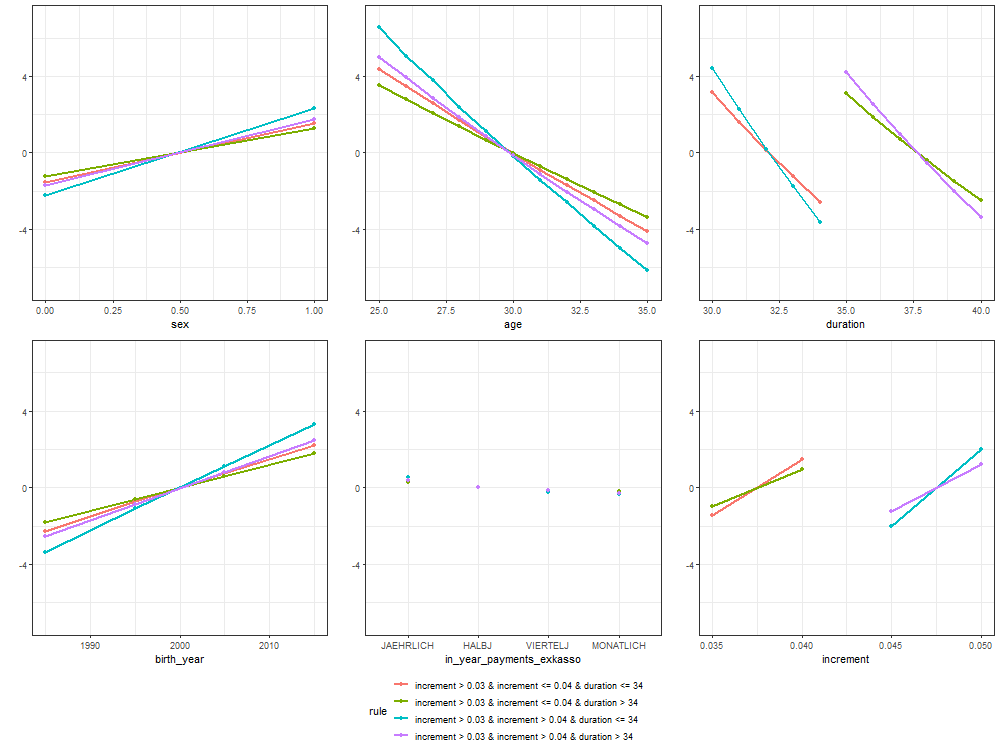 4
0
-4
0.00 0.25 0.50 0.75 1.00
sex
4
0
-4
25.0 27.5 30.0 32.5 35.0
age
4
0
-4
30.0 32.5 35.0 37.5 40.0
duration
4
0
-4
1990 2000 2010
birth_year
4
0
-4
JAEHRLICH HALBJ VIERTELJ MONATLICH
in_year_payments_exkasso
4
0
-4
0.035 0.040 0.045 0.050
increment
rule
increment > 0.03 & increment <= 0.04 & duration <= 34
increment > 0.03 & increment <= 0.04 & duration > 34
increment > 0.03 & increment > 0.04 & duration <= 34
increment > 0.03 & increment > 0.04 & duration > 34